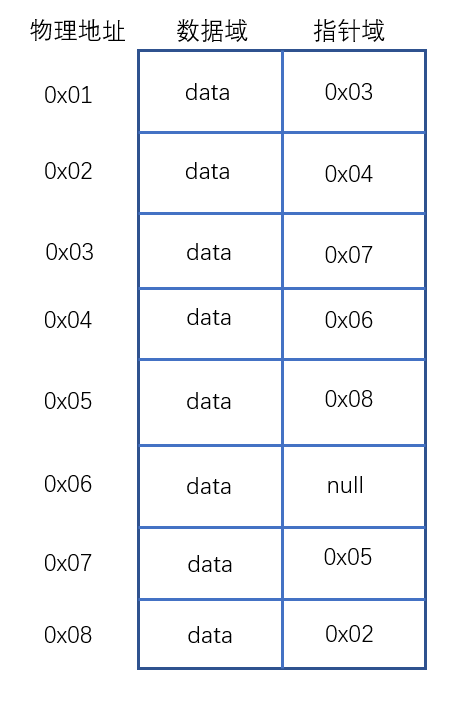 物理地址 数据域 指针域
0x01 data 0x03
0x02 data 0x04
0x03 data 0x07
0x04 data 0x06
0x05 data 0x08
0x06 data null
0x07 data 0x05
0x08 data 0x02